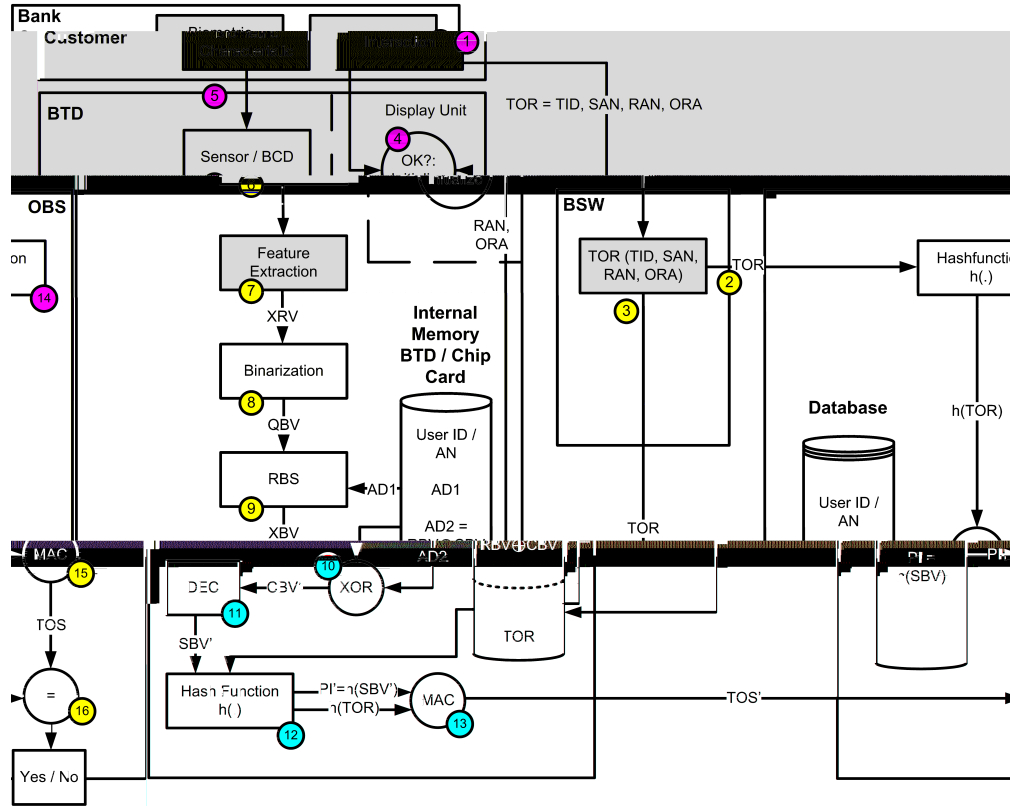 Bank
Customer
1
5
TOR = TID, SAN, RAN, ORA
BTD
Display Unit
4
Sensor / BCD
OK?:
OBS
BSW
RAN,
ORA
on
14
Feature
Extraction
7
TOR (TID, SAN,
RAN, ORA)
TOR
2
3
h(.)
XRV
Internal
Memory
BTD / Chip
Card
Binarization
8
QBV
Database
h(TOR)
User ID /
AN
RBS
AD1
AD1
9
User ID /
AN
XBV
AD2 =
TOR
MAC
15
AD2
10
DEC
CBV'
XOR
11
(SBV)
TOS
SBV'
TOR
=
16
Hash Function
PI'=h(SBV')
h(TOR)
MAC
12
13
TOS'
Yes / No